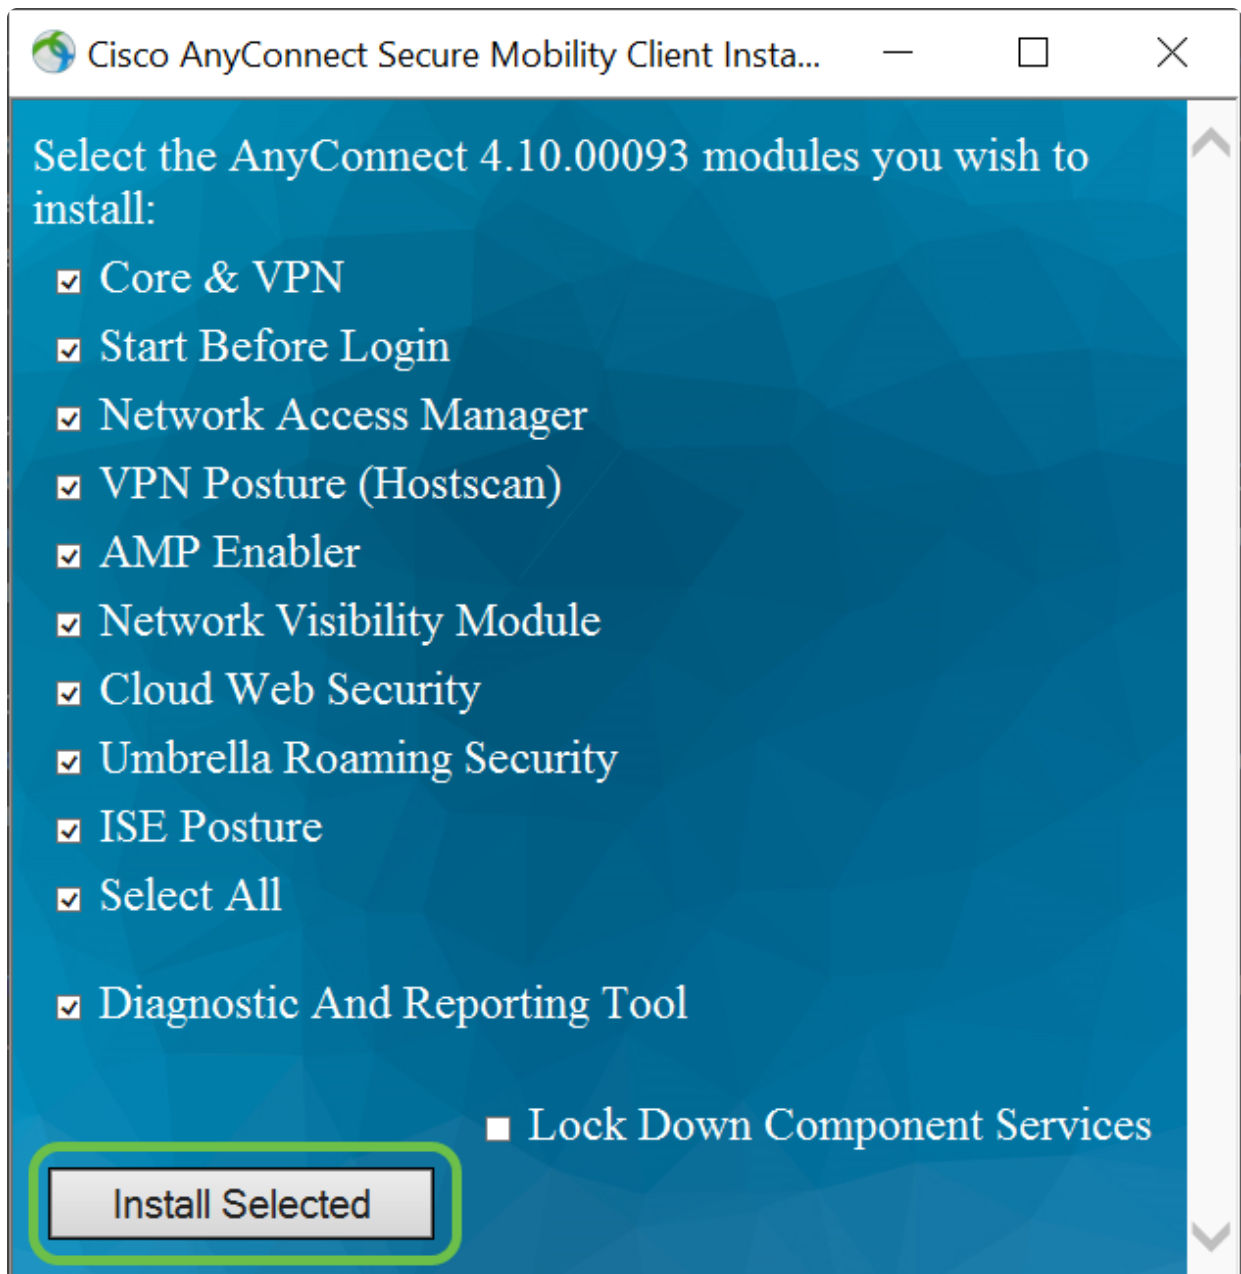 Cisco AnyConnect Secure Mobility Client Insta...
Select the AnyConnect 4.10.00093 modules you wish to
install:
Core & VPN
Start Before Login
Network Access Manager
VPN Posture (Hostscan)
AMP Enabler
Network Visibility Module
Cloud Web Security
Umbrella Roaming Security
ISE Posture
Select All
Diagnostic And Reporting Tool
Lock Down Component Services
Install Selected